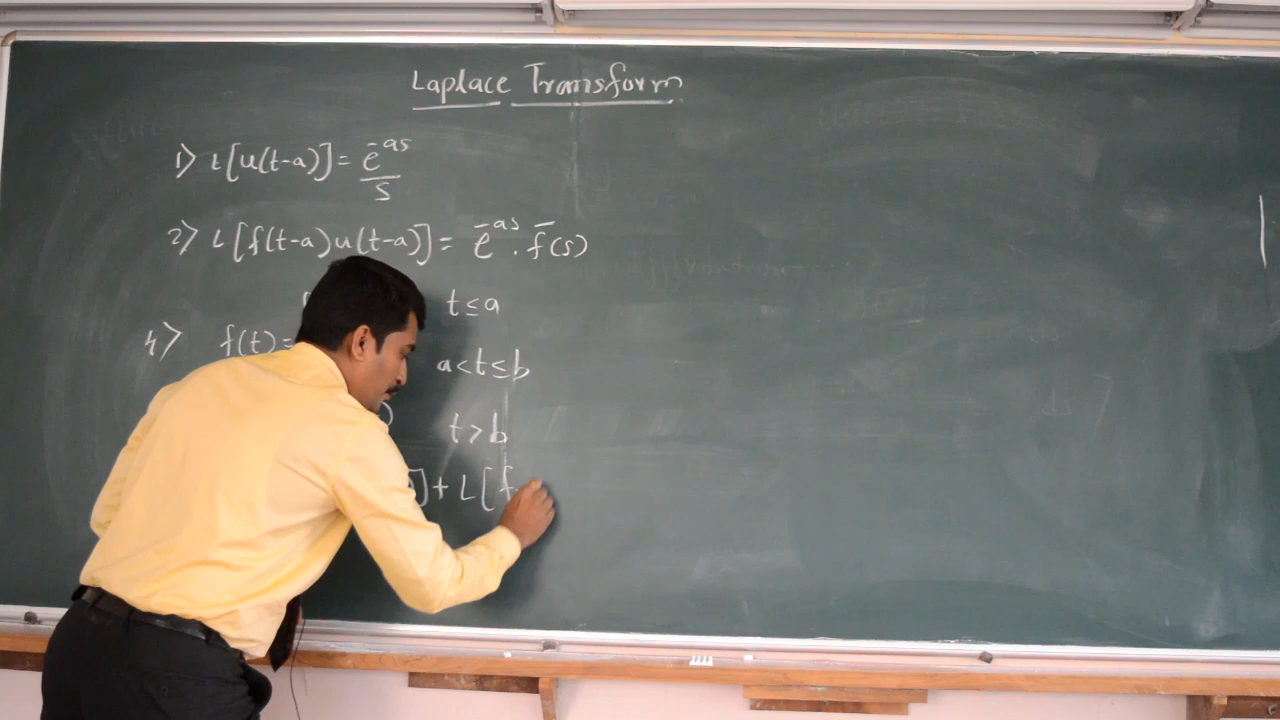 Laplace Transform
1> L[u(t-a)] = e^-as/s
2> L[f(t-a)u(t-a)] = e^-as . f̄(s)
t ≤ a
4> f(t) =
a < t ≤ b
t > b
] + L[f